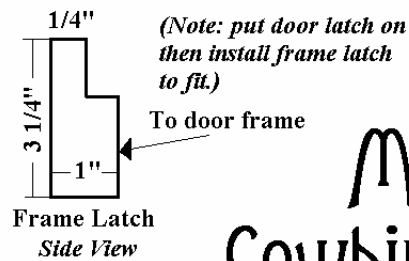 1/4"
(Note: put door latch on
then install frame latch
to fit.)
3 1/4"
To door frame
1"
Frame Latch
Side View